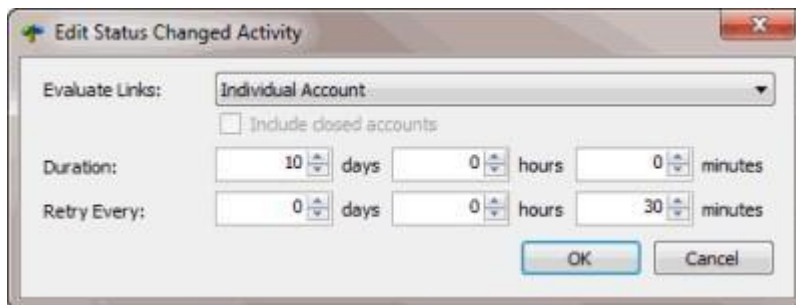 Edit Status Changed Activity
Evaluate Links: Individual Account
Include closed accounts
Duration: 10 days 0 hours 0 minutes
Retry Every: 0 days 0 hours 30 minutes
OK Cancel